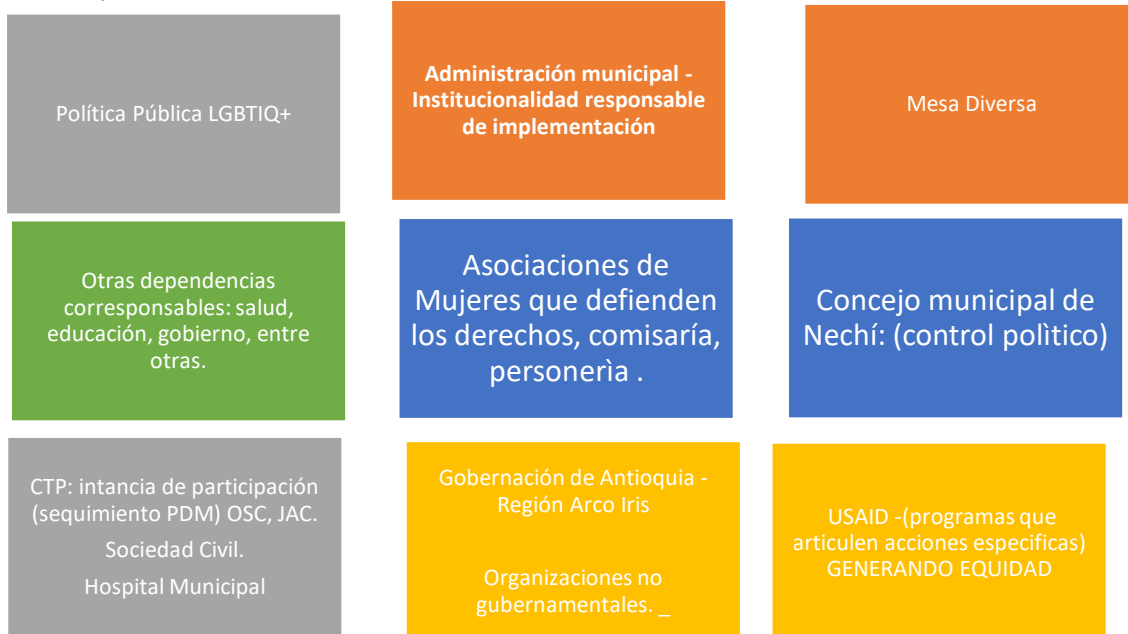 Política Pública LGBTIQ+
Administración municipal -
Institucionalidad responsable
de implementación
Mesa Diversa
Otras dependencias
corresponsables: salud,
educación, gobierno, entre
otras.
Asociaciones de
Mujeres que defienden
los derechos, comisaría,
personerìa .
Concejo municipal de
Nechí: (control polìtico)
CTP: intancia de participación
(sequimiento PDM) OSC, JAC.
Sociedad Civil.
Hospital Municipal
Gobernación de Antioquia -
Región Arco Iris
Organizaciones no
gubernamentales. _
USAID -(programas que
articulen acciones especificas)
GENERANDO EQUIDAD